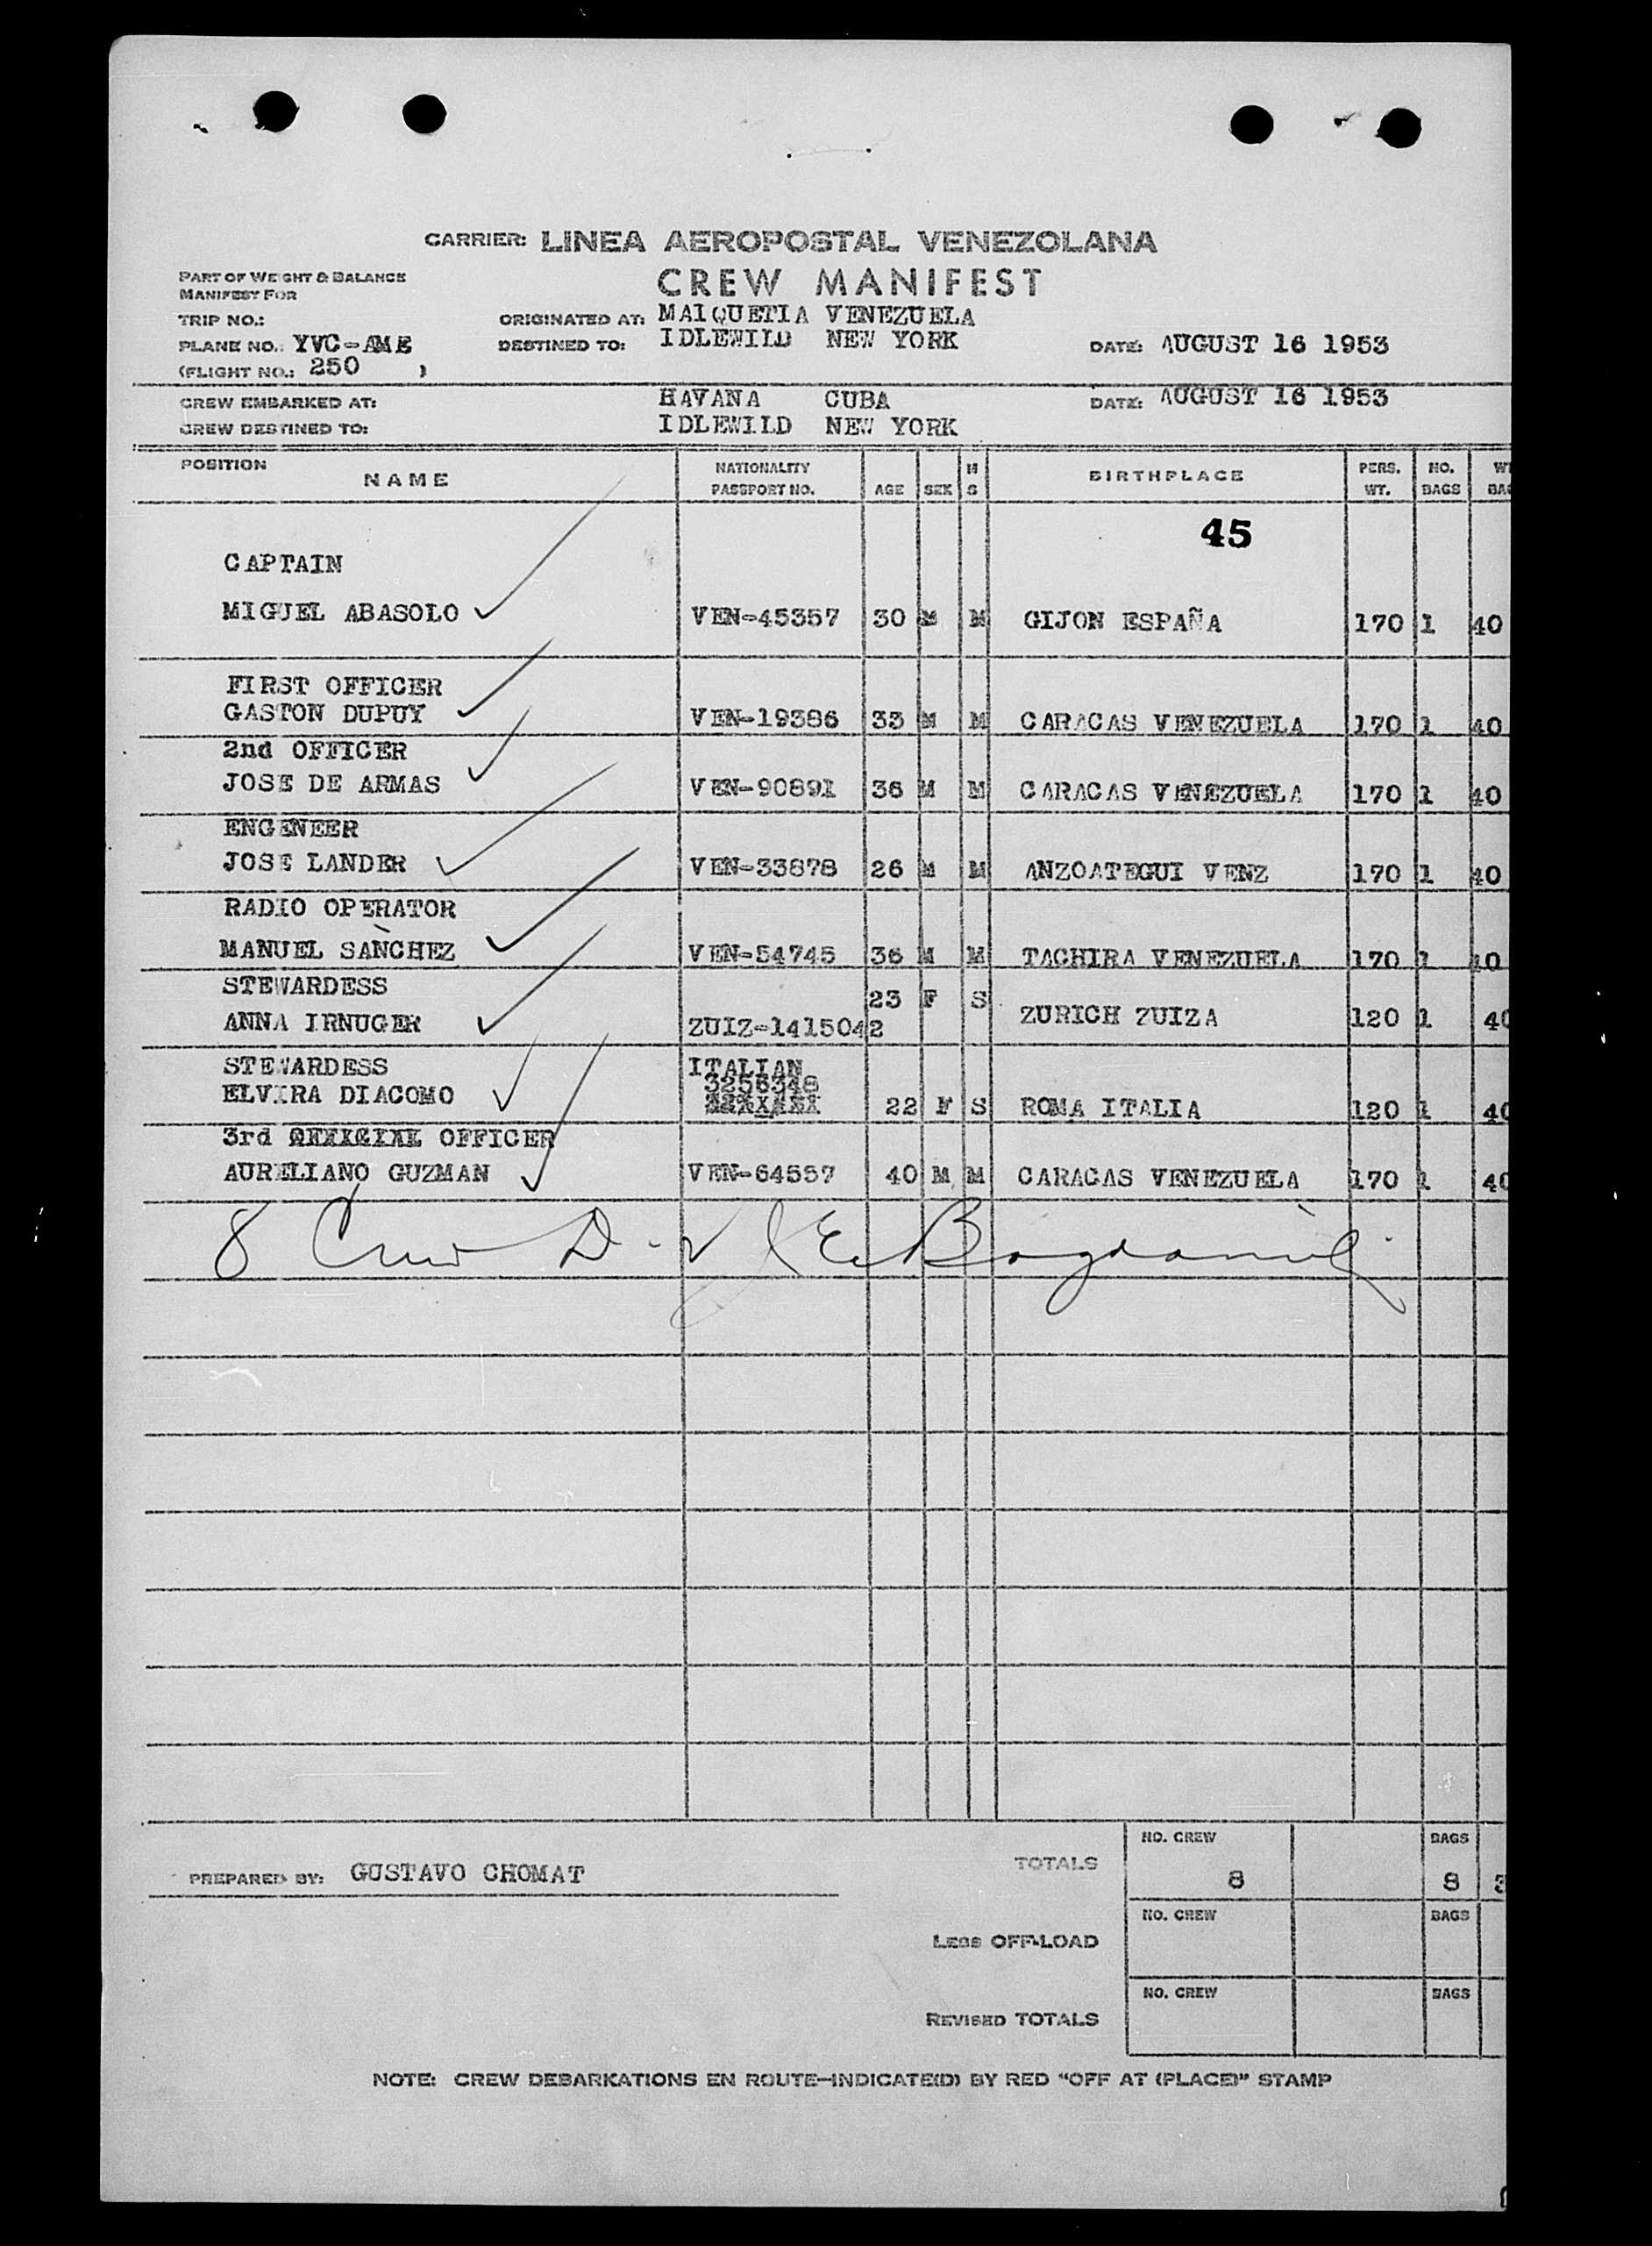 CARRIER: LINEA AEROPOSTAL VENEZOLANA
PART OF WEIGHT & BALANCE
MANIFEST FOR
CREW MANIFEST
TRIP NO.:
ORIGINATED AT: MAIQUETIA VENEZUELA
PLANE NO.: YVC-AME
DESTINED TO: IDLEWILD NEW YORK
DATE: AUGUST 16 1953
(FLIGHT NO.: 250 )
CREW EMBARKED AT: HAVANA CUBA
DATE: AUGUST 16 1953
CREW DESTINED TO: IDLEWILD NEW YORK
POSITION NAME NATIONALITY PASSPORT NO. AGE SEX M S BIRTHPLACE PERS. WT. NO. BAGS
45
CAPTAIN
MIGUEL ABASOLO VEN-45357 30 M M GIJON ESPAÑA 170 1 40
FIRST OFFICER
GASTON DUPUY VEN-19386 33 M M CARACAS VENEZUELA 170 1 40
2nd OFFICER
JOSE DE ARMAS VEN-90891 36 M M CARACAS VENEZUELA 170 1 40
ENGENEER
JOSE LANDER VEN-33878 26 M M ANZOATEGUI VENZ 170 1 40
RADIO OPERATOR
MANUEL SANCHEZ VEN-54745 36 M M TACHIRA VENEZUELA 170 1 40
STEWARDESS
ANNA IRNUGER ZUIZ-1415042 23 F S ZURICH ZUIZA 120 1 40
STEWARDESS ITALIAN
ELVIRA DIACOMO 3256348 22 F S ROMA ITALIA 120 1 40
3rd OFFICER
AURELIANO GUZMAN VEN-64557 40 M M CARACAS VENEZUELA 170 1 40
8 Crew
NO. CREW BAGS
PREPARED BY: GUSTAVO CHOMAT
TOTALS 8 8
NO. CREW BAGS
LESS OFF-LOAD
NO. CREW BAGS
REVISED TOTALS
NOTE: CREW DEBARKATIONS EN ROUTE—INDICATE(D) BY RED "OFF AT (PLACE)" STAMP